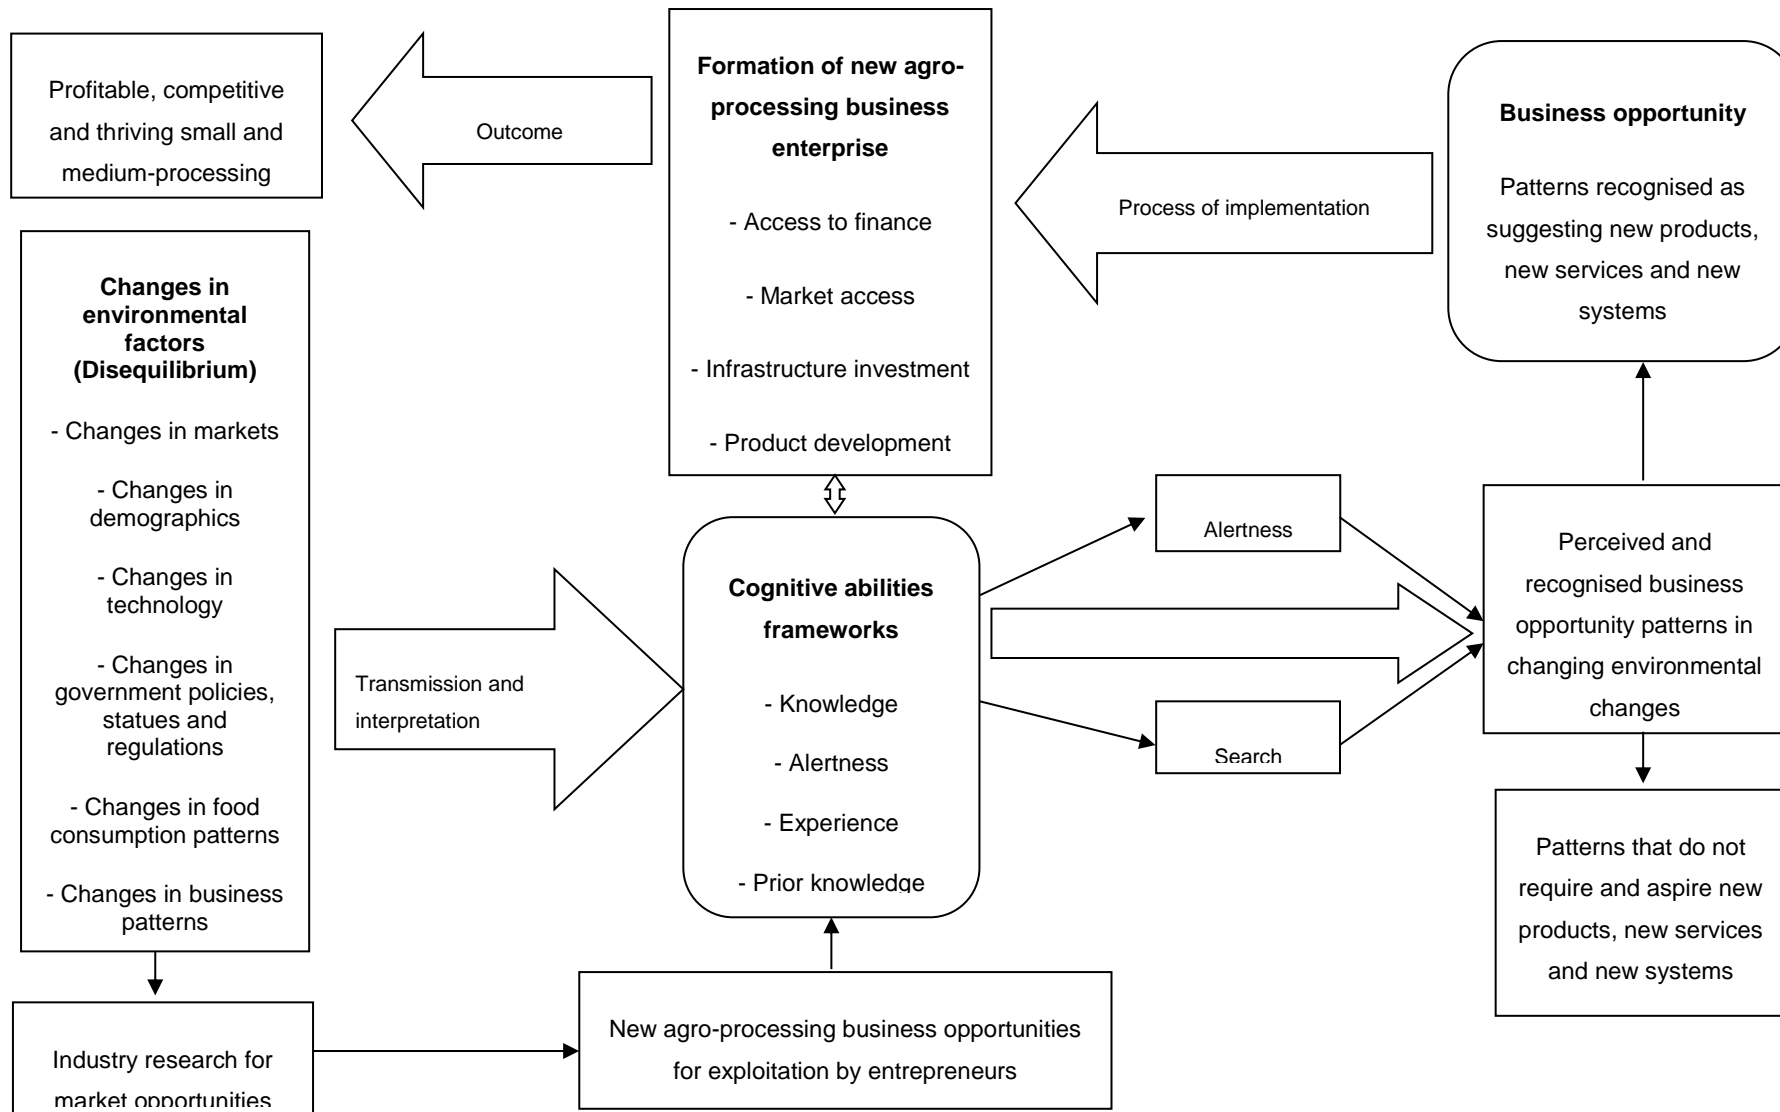 Profitable, competitive
and thriving small and
medium-processing
Outcome
Formation of new agro-
processing business
enterprise
- Access to finance
- Market access
- Infrastructure investment
- Product development
Process of implementation
Business opportunity
Patterns recognised as
suggesting new products,
new services and new
systems
Changes in
environmental
factors
(Disequilibrium)
- Changes in markets
- Changes in
demographics
- Changes in
technology
- Changes in
government policies,
statues and
regulations
- Changes in food
consumption patterns
- Changes in business
patterns
Transmission and
interpretation
Cognitive abilities
frameworks
- Knowledge
- Alertness
- Experience
- Prior knowledge
Alertness
Search
Perceived and
recognised business
opportunity patterns in
changing environmental
changes
Patterns that do not
require and aspire new
products, new services
and new systems
Industry research for
market opportunities
New agro-processing business opportunities
for exploitation by entrepreneurs